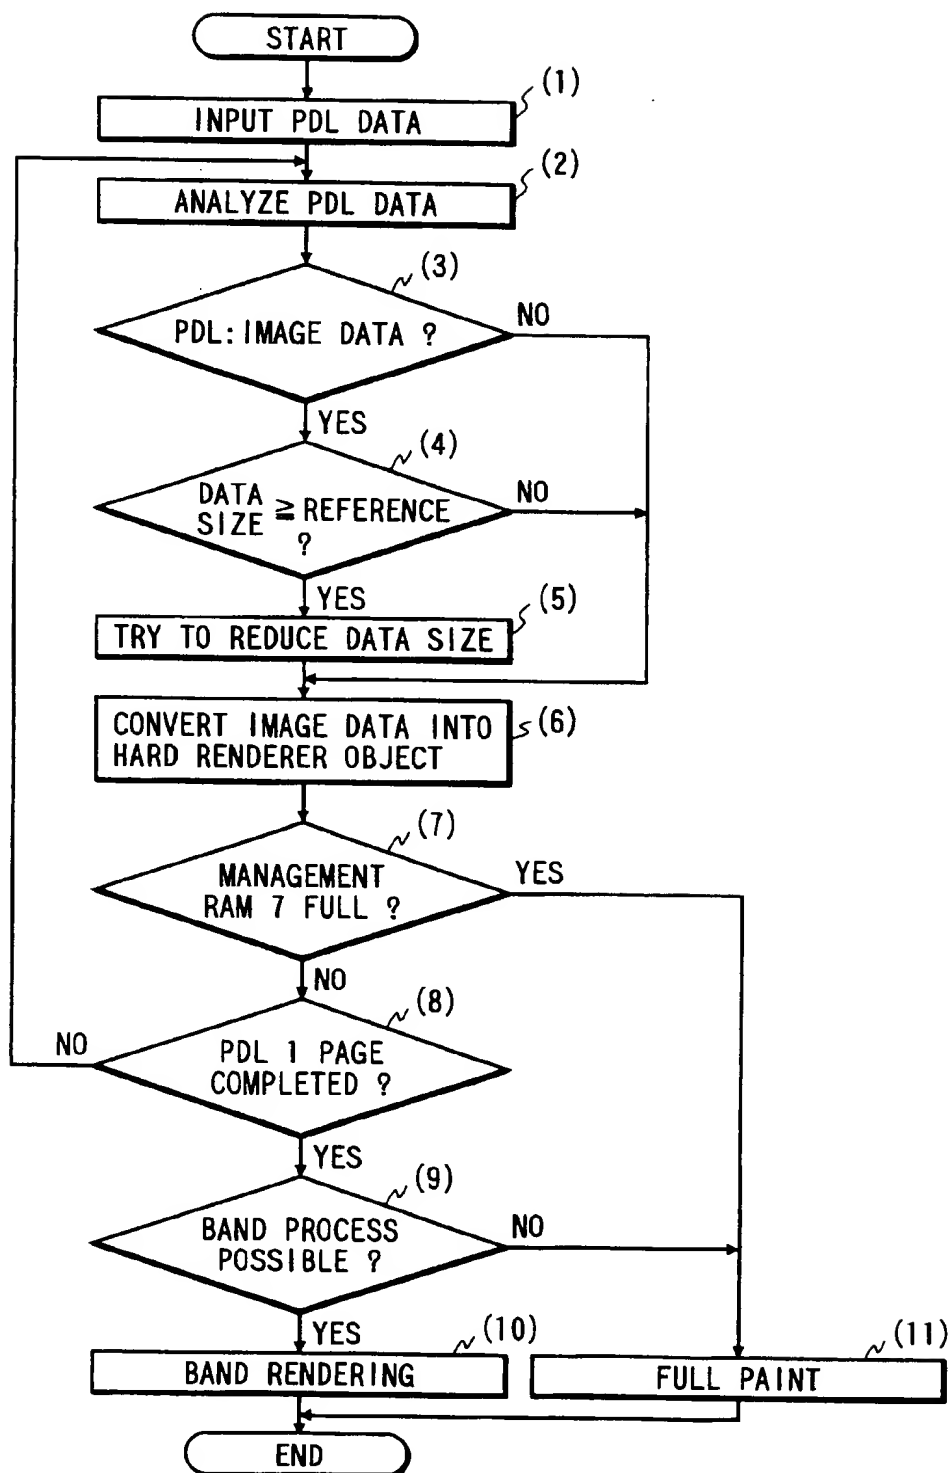 START
(1)
INPUT PDL DATA
(2)
ANALYZE PDL DATA
(3)
PDL:IMAGE DATA ?
NO
YES
(4)
DATA
SIZE ≧ REFERENCE
?
NO
YES
(5)
TRY TO REDUCE DATA SIZE
(6)
CONVERT IMAGE DATA INTO
HARD RENDERER OBJECT
(7)
MANAGEMENT
RAM 7 FULL ?
YES
NO
(8)
PDL 1 PAGE
COMPLETED ?
NO
YES
(9)
BAND PROCESS
POSSIBLE ?
NO
YES
(10)
BAND RENDERING
(11)
FULL PAINT
END